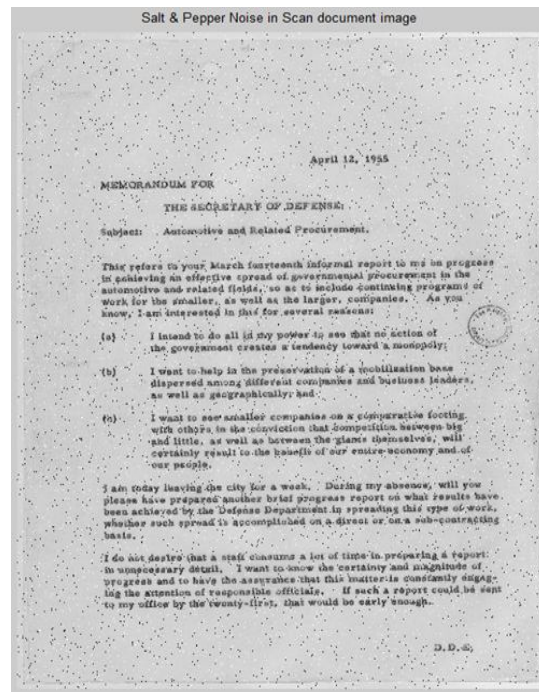 Salt & Pepper Noise in Scan document image
April 12, 1955
MEMORANDUM FOR
THE SECRETARY OF DEFENSE:
Subject: Automotive and Related Procurement.
This refers to your March fourteenth informal report to me on progress
in achieving an effective spread of governmental procurement in the
automotive and related fields, so as to include continuing programs of
work for the smaller, as well as the larger, companies. As you
know, I am interested in this for several reasons:
(a) I intend to do all in my power to see that no action of
the government creates a tendency toward a monopoly;
(b) I want to help in the preservation of a mobilization base
dispersed among different companies and business leaders,
as well as geographically; and
(c) I want to see smaller companies on a comparative footing
with others in the conviction that competition between big
and little, as well as between the giants themselves, will
certainly result to the benefit of our entire economy and of
our people.
I am today leaving the city for a week. During my absence, will you
please have prepared another brief progress report on what results have
been achieved by the Defense Department in spreading this type of work,
whether such spread is accomplished on a direct or on a sub-contracting
basis.
I do not desire that a staff consume a lot of time in preparing a report
in unnecessary detail. I want to know the certainty and magnitude of
progress and to have the assurance that this matter is constantly engag-
ing the attention of responsible officials. If such a report could be sent
to my office by the twenty-first, that would be early enough.
D.D.E.